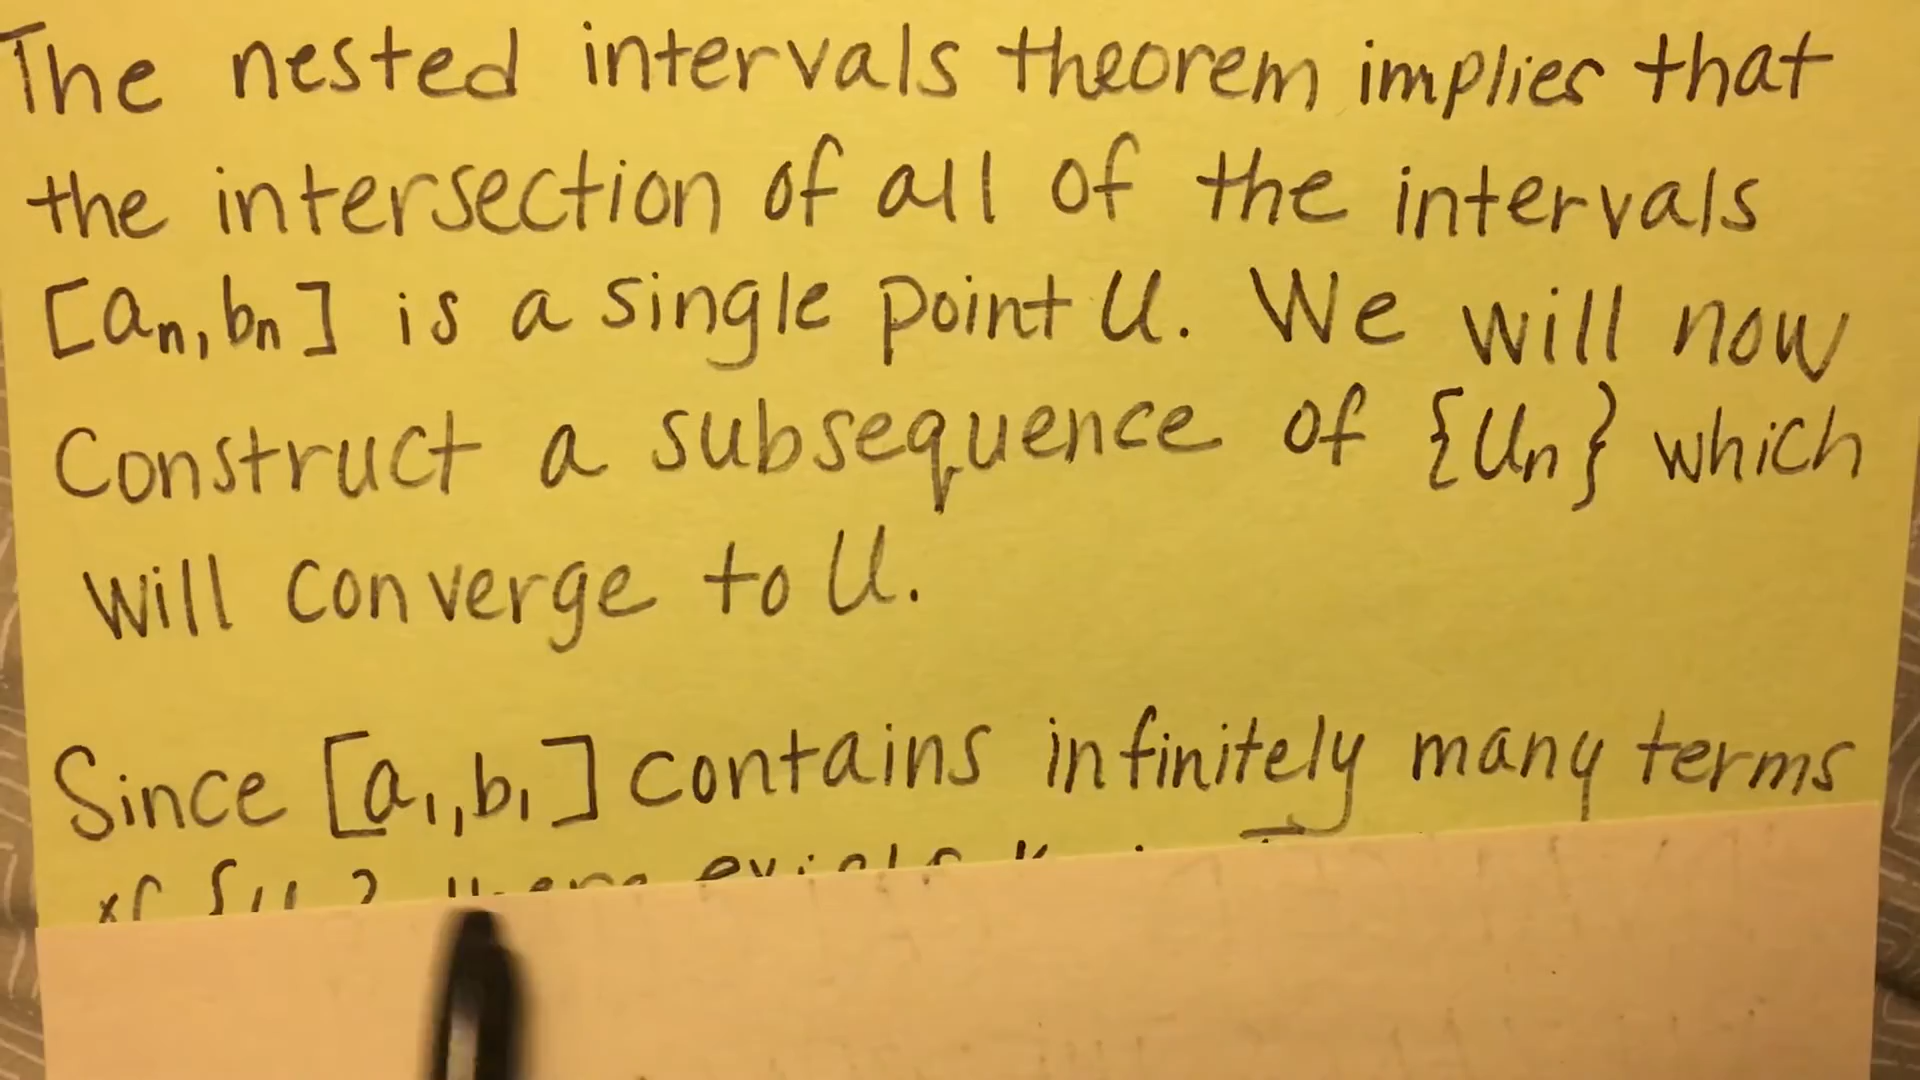 The nested intervals theorem implies that
the intersection of all of the intervals
[aₙ, bₙ] is a single point U. We will now
Construct a subsequence of {Uₙ} which
will converge to U.
Since [a₁, b₁] contains infinitely many terms